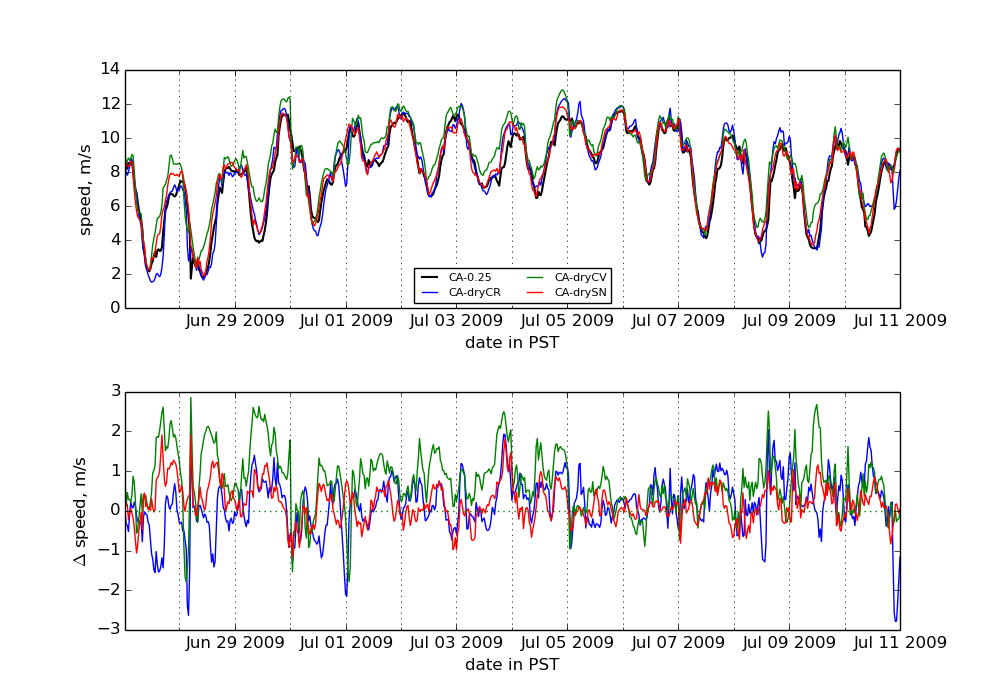 14
12
10
8
6
4
2
0
speed, m/s
CA-0.25
CA-dryCR
CA-dryCV
CA-drySN
Jun 29 2009
Jul 01 2009
Jul 03 2009
Jul 05 2009
Jul 07 2009
Jul 09 2009
Jul 11 2009
date in PST
3
2
1
0
−1
−2
−3
Δ speed, m/s
Jun 29 2009
Jul 01 2009
Jul 03 2009
Jul 05 2009
Jul 07 2009
Jul 09 2009
Jul 11 2009
date in PST